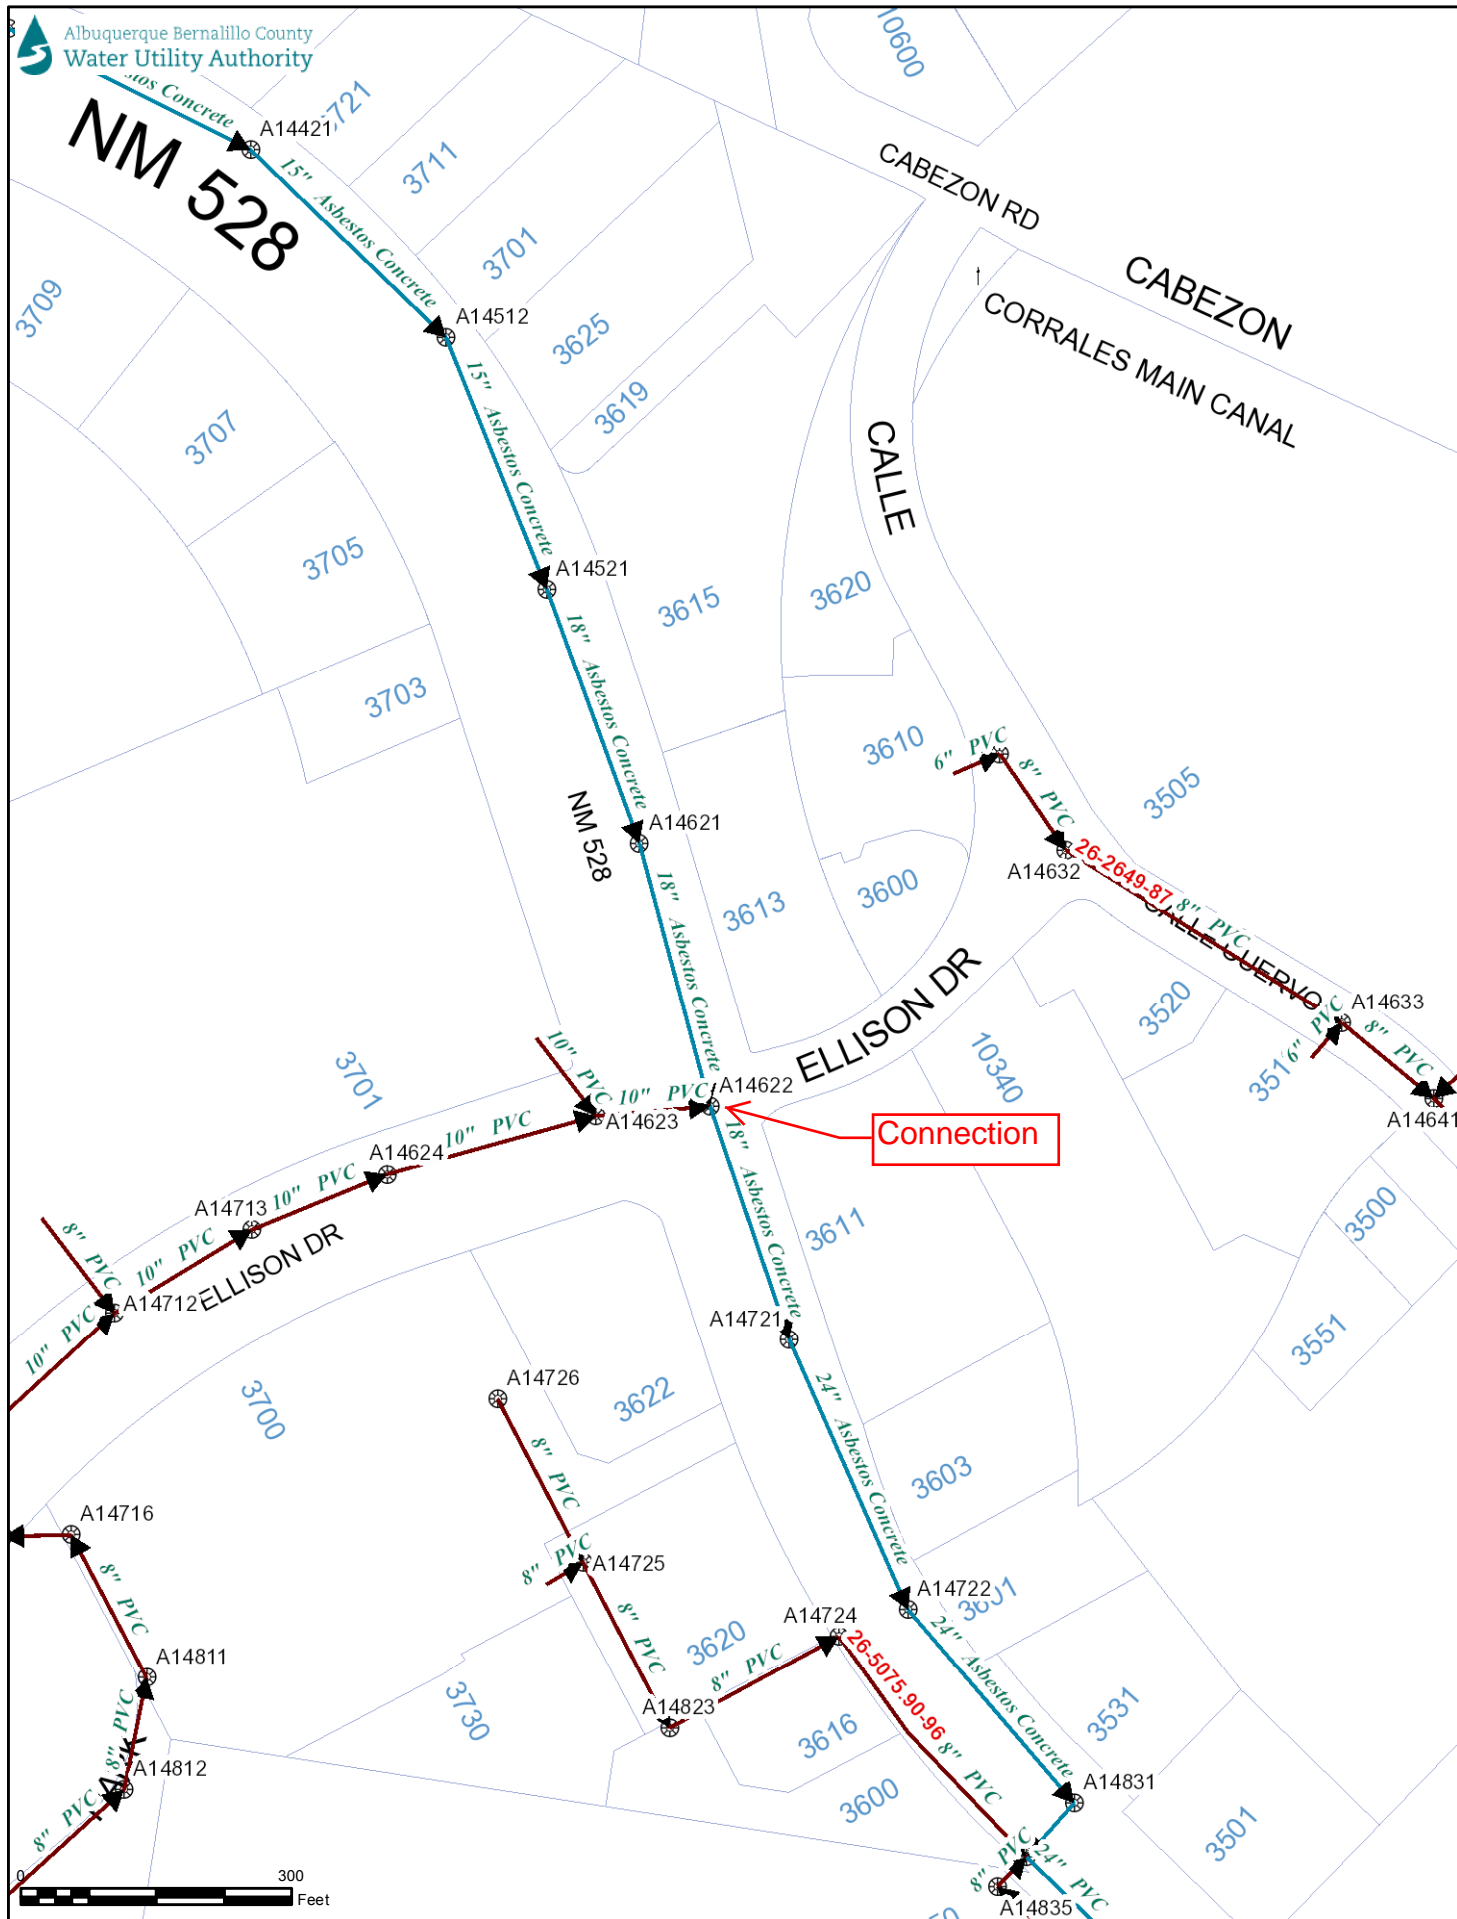 Albuquerque Bernalillo County
Water Utility Authority
10600
Concrete
A14421
3721
NM 528
15" Asbestos Concrete
3711
CABEZON RD
3701
CABEZON
3709
A14512
3625
CORRALES MAIN CANAL
15" Asbestos Concrete
3619
3707
CALLE
3705
A14521
3615
3620
18" Asbestos Concrete
3703
3610
6" PVC
8" PVC
3505
NM 528
A14621
A14632
26-2649-87
8" PVC
CALLE CUERVO
18" Asbestos Concrete
3613
3600
ELLISON DR
3520
A14633
6" PVC
8" PVC
10340
A14641
3701
10" PVC
10" PVC
A14622
A14623
Connection
10" PVC
A14624
18" Asbestos Concrete
10" PVC
A14713
3611
3500
8" PVC
10" PVC
ELLISON DR
A14712
10" PVC
A14721
3551
3700
A14726
3622
24" Asbestos Concrete
8" PVC
3603
A14716
8" PVC
A14725
8" PVC
A14722
3601
8" PVC
A14724
3620
26-5075.90-96
24" Asbestos Concrete
A14811
8" PVC
A14823
3730
3616
8" PVC
3531
8" PVC
A14812
8" PVC
3600
A14831
3501
8" PVC
24" PVC
A14835
0 300
Feet